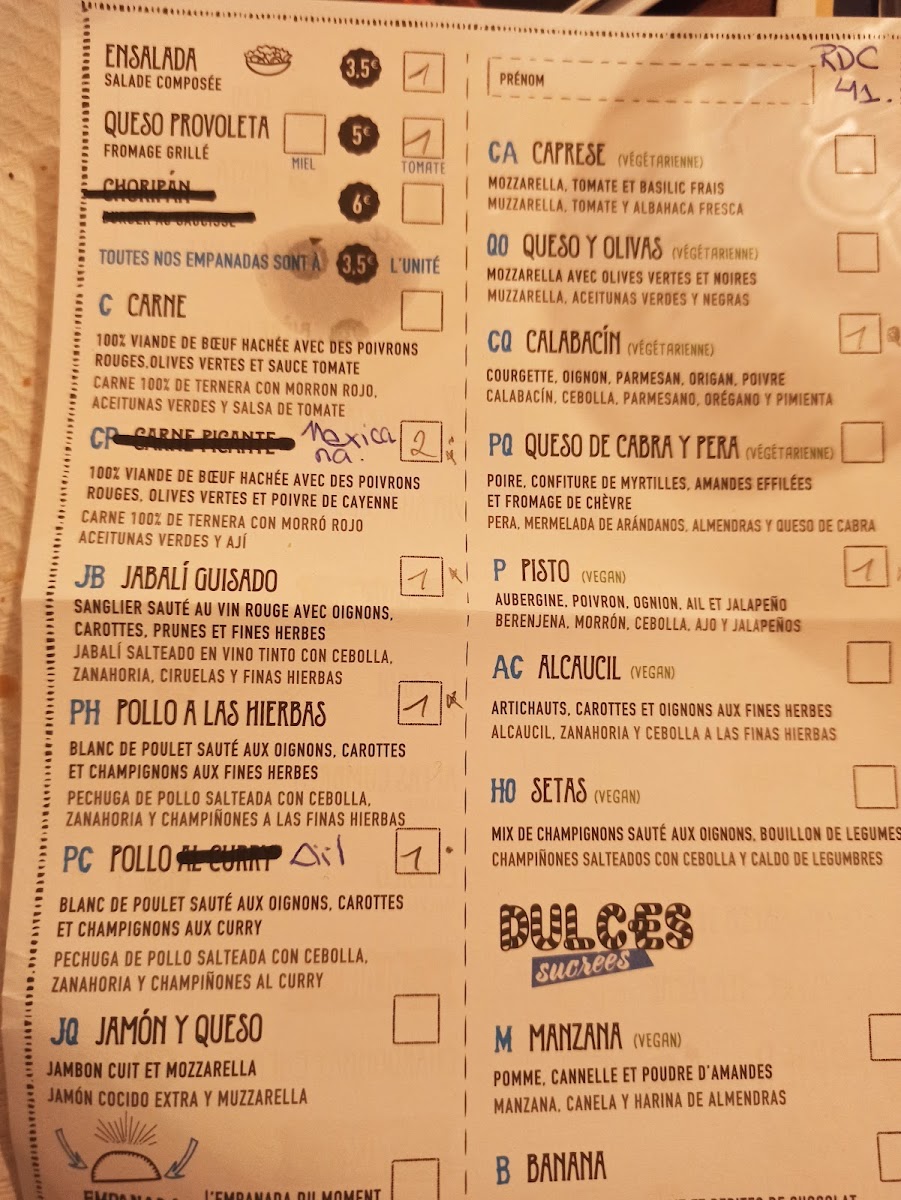 ENSALADA
SALADE COMPOSÉE
3,5€
1
QUESO PROVOLETA
FROMAGE GRILLÉ
MIEL
5€
1
TOMATE
CHORIPÁN
6€
TOUTES NOS EMPANADAS SONT À 3,5€ L'UNITÉ
C CARNE
100% VIANDE DE BŒUF HACHÉE AVEC DES POIVRONS
ROUGES,OLIVES VERTES ET SAUCE TOMATE
CARNE 100% DE TERNERA CON MORRON ROJO,
ACEITUNAS VERDES Y SALSA DE TOMATE
CP CARNE PICANTE Mexica
na.
2
100% VIANDE DE BŒUF HACHÉE AVEC DES POIVRONS
ROUGES, OLIVES VERTES ET POIVRE DE CAYENNE
CARNE 100% DE TERNERA CON MORRÓ ROJO
ACEITUNAS VERDES Y AJÍ
JB JABALÍ GUISADO
1
SANGLIER SAUTÉ AU VIN ROUGE AVEC OIGNONS,
CAROTTES, PRUNES ET FINES HERBES
JABALÍ SALTEADO EN VINO TINTO CON CEBOLLA,
ZANAHORIA, CIRUELAS Y FINAS HIERBAS
PH POLLO A LAS HIERBAS
1
BLANC DE POULET SAUTÉ AUX OIGNONS, CAROTTES
ET CHAMPIGNONS AUX FINES HERBES
PECHUGA DE POLLO SALTEADA CON CEBOLLA,
ZANAHORIA Y CHAMPIÑONES A LAS FINAS HIERBAS
PC POLLO AL CURRY Ail
1
BLANC DE POULET SAUTÉ AUX OIGNONS, CAROTTES
ET CHAMPIGNONS AUX CURRY
PECHUGA DE POLLO SALTEADA CON CEBOLLA,
ZANAHORIA Y CHAMPIÑONES AL CURRY
JQ JAMÓN Y QUESO
JAMBON CUIT ET MOZZARELLA
JAMÓN COCIDO EXTRA Y MUZZARELLA
L'EMPANADA DU MOMENT
PRÉNOM
RDC
41.
CA CAPRESE (VÉGÉTARIENNE)
MOZZARELLA, TOMATE ET BASILIC FRAIS
MUZZARELLA, TOMATE Y ALBAHACA FRESCA
QO QUESO Y OLIVAS (VÉGÉTARIENNE)
MOZZARELLA AVEC OLIVES VERTES ET NOIRES
MUZZARELLA, ACEITUNAS VERDES Y NEGRAS
CQ CALABACÍN (VÉGÉTARIENNE)
1
COURGETTE, OIGNON, PARMESAN, ORIGAN, POIVRE
CALABACÍN, CEBOLLA, PARMESANO, ORÉGANO Y PIMIENTA
PQ QUESO DE CABRA Y PERA (VÉGÉTARIENNE)
POIRE, CONFITURE DE MYRTILLES, AMANDES EFFILÉES
ET FROMAGE DE CHÈVRE
PERA, MERMELADA DE ARÁNDANOS, ALMENDRAS Y QUESO DE CABRA
P PISTO (VEGAN)
1
AUBERGINE, POIVRON, OGNION, AIL ET JALAPEÑO
BERENJENA, MORRÓN, CEBOLLA, AJO Y JALAPEÑOS
AC ALCAUCIL (VEGAN)
ARTICHAUTS, CAROTTES ET OIGNONS AUX FINES HERBES
ALCAUCIL, ZANAHORIA Y CEBOLLA A LAS FINAS HIERBAS
HO SETAS (VEGAN)
MIX DE CHAMPIGNONS SAUTÉ AUX OIGNONS, BOUILLON DE LEGUMES
CHAMPIÑONES SALTEADOS CON CEBOLLA Y CALDO DE LEGUMBRES
DULCES
sucrees
M MANZANA (VEGAN)
POMME, CANNELLE ET POUDRE D'AMANDES
MANZANA, CANELA Y HARINA DE ALMENDRAS
B BANANA